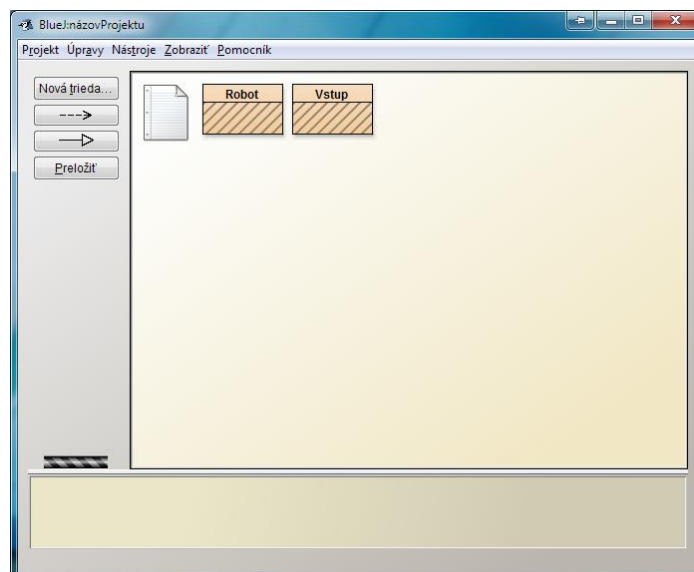 BlueJ:názovProjektu
Projekt Úpravy Nástroje Zobraziť Pomocník
Nová trieda...
Preložiť
Robot
Vstup